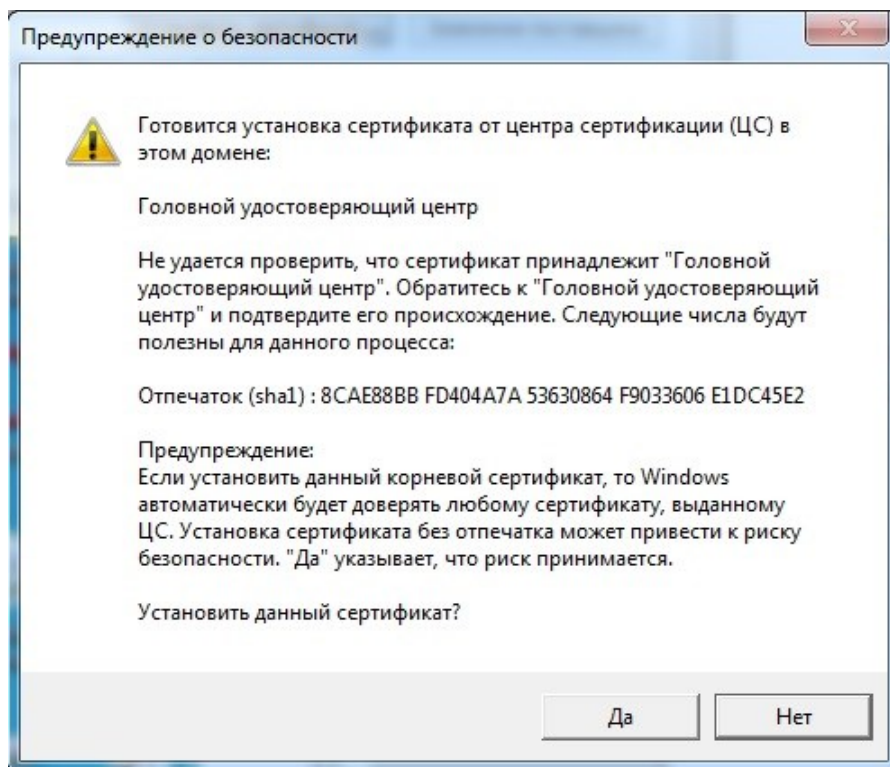 Предупреждение о безопасности
Готовится установка сертификата от центра сертификации (ЦС) в
этом домене:
Головной удостоверяющий центр
Не удается проверить, что сертификат принадлежит "Головной
удостоверяющий центр". Обратитесь к "Головной удостоверяющий
центр" и подтвердите его происхождение. Следующие числа будут
полезны для данного процесса:
Отпечаток (sha1) : 8CAE88BB FD404A7A 53630864 F9033606 E1DC45E2
Предупреждение:
Если установить данный корневой сертификат, то Windows
автоматически будет доверять любому сертификату, выданному
ЦС. Установка сертификата без отпечатка может привести к риску
безопасности. "Да" указывает, что риск принимается.
Установить данный сертификат?
Да
Нет